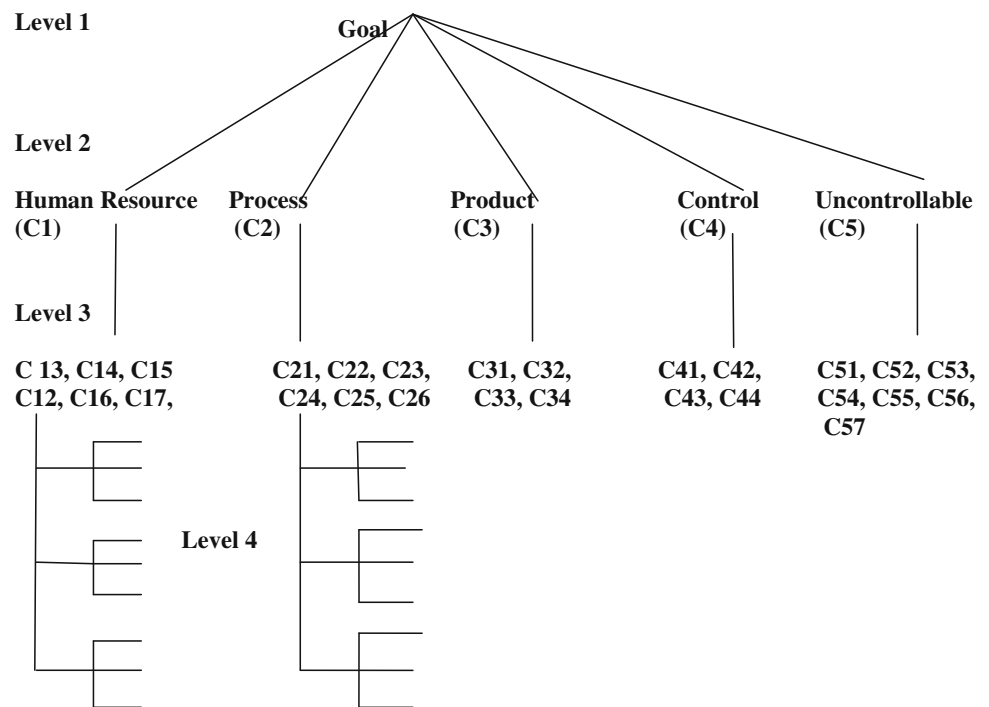 Level 1
Goal
Level 2
Human Resource
(C1)
Process
(C2)
Product
(C3)
Control
(C4)
Uncontrollable
(C5)
Level 3
C 13, C14, C15
C12, C16, C17,
C21, C22, C23,
C24, C25, C26
C31, C32,
C33, C34
C41, C42,
C43, C44
C51, C52, C53,
C54, C55, C56,
C57
Level 4